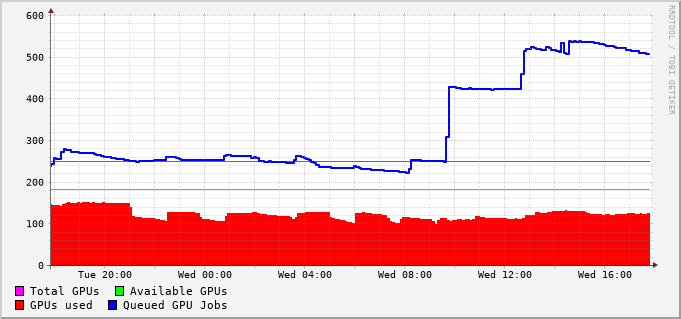 600
500
400
300
200
100
0
Tue 20:00 Wed 00:00 Wed 04:00 Wed 08:00 Wed 12:00 Wed 16:00
Total GPUs Available GPUs
GPUs used Queued GPU Jobs
RRDTOOL / TOBI OETIKER